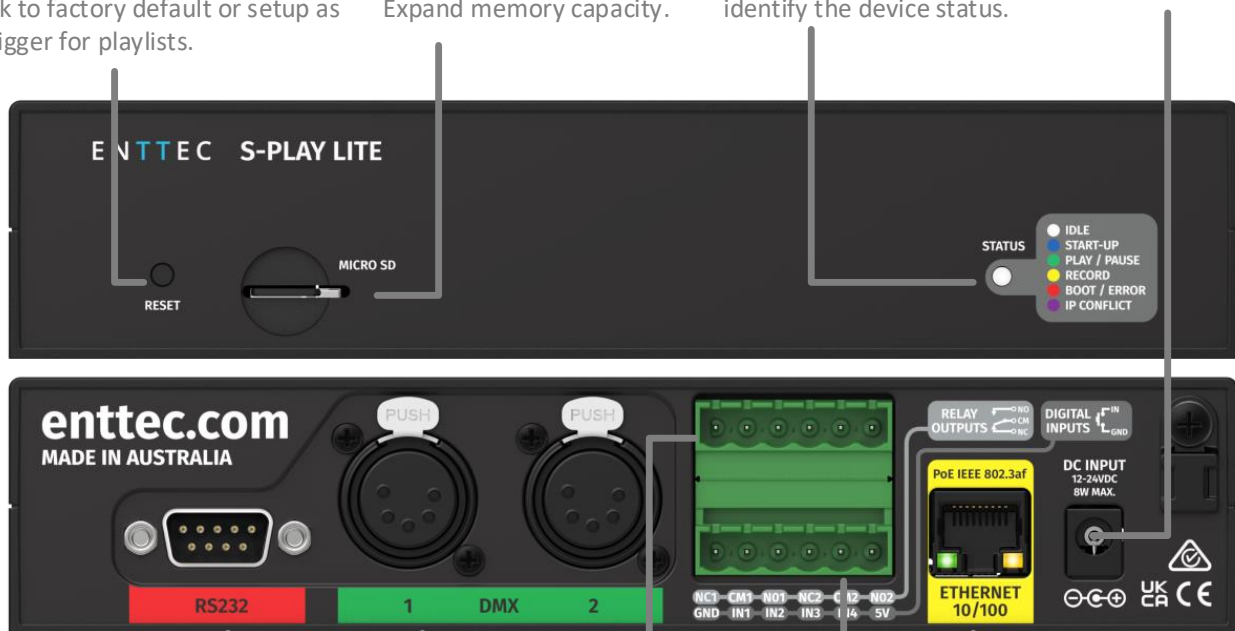 k to factory default or setup as
igger for playlists.
Expand memory capacity.
identify the device status.
ENTTEC S-PLAY LITE
RESET
MICRO SD
STATUS
IDLE
START-UP
PLAY / PAUSE
RECORD
BOOT / ERROR
IP CONFLICT
enttec.com
MADE IN AUSTRALIA
PUSH
PUSH
RELAY OUTPUTS
NO
CM
NC
DIGITAL INPUTS
IN
GND
PoE IEEE 802.3af
DC INPUT
12-24VDC
8W MAX.
RS232
1 DMX 2
NC1 CM1 NO1 NC2 CM2 NO2
GND IN1 IN2 IN3 IN4 5V
ETHERNET
10/100
UK
CA
CE